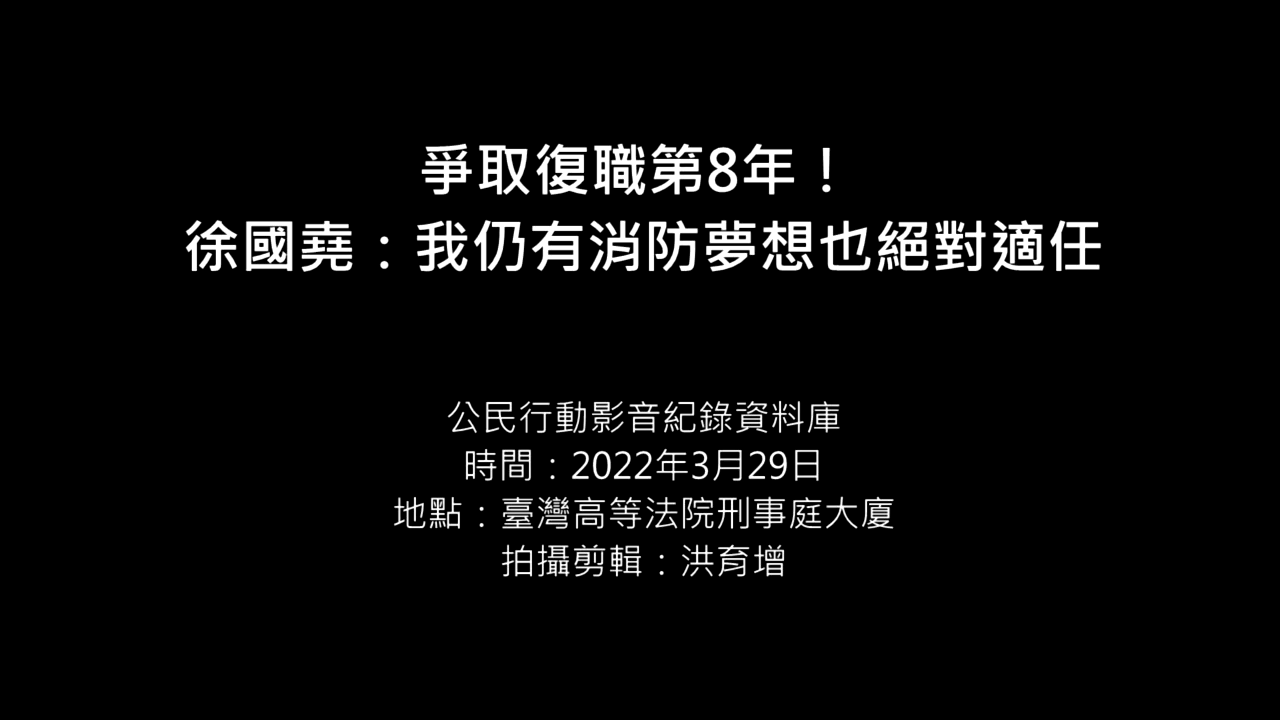 爭取復職第8年！
徐國堯：我仍有消防夢想也絕對適任
公民行動影音紀錄資料庫
時間：2022年3月29日
地點：臺灣高等法院刑事庭大廈
拍攝剪輯：洪育增